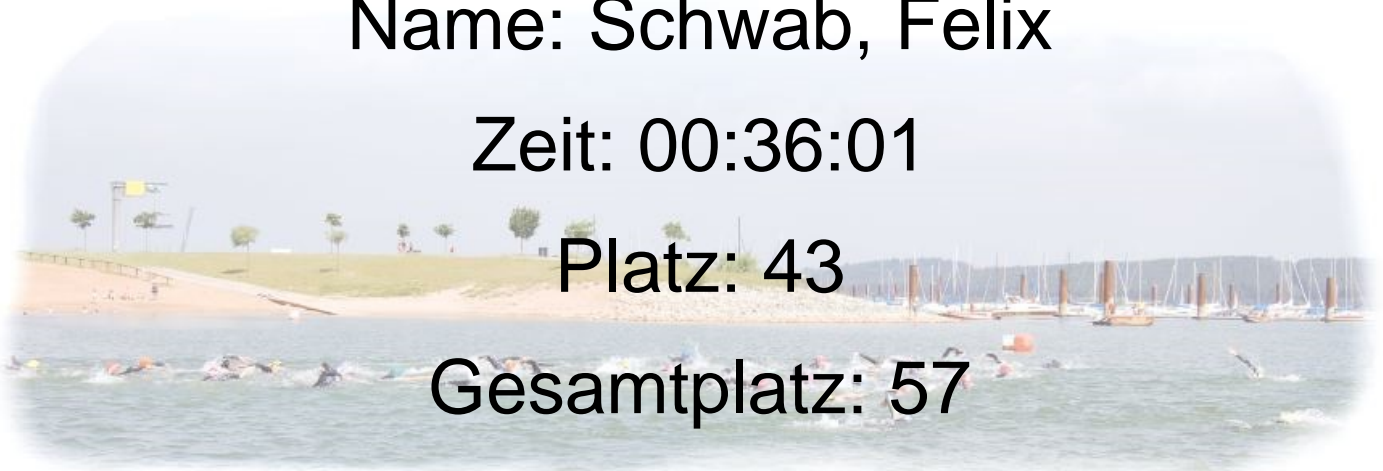 Name: Schwab, Felix
Zeit: 00:36:01
Platz: 43
Gesamtplatz: 57